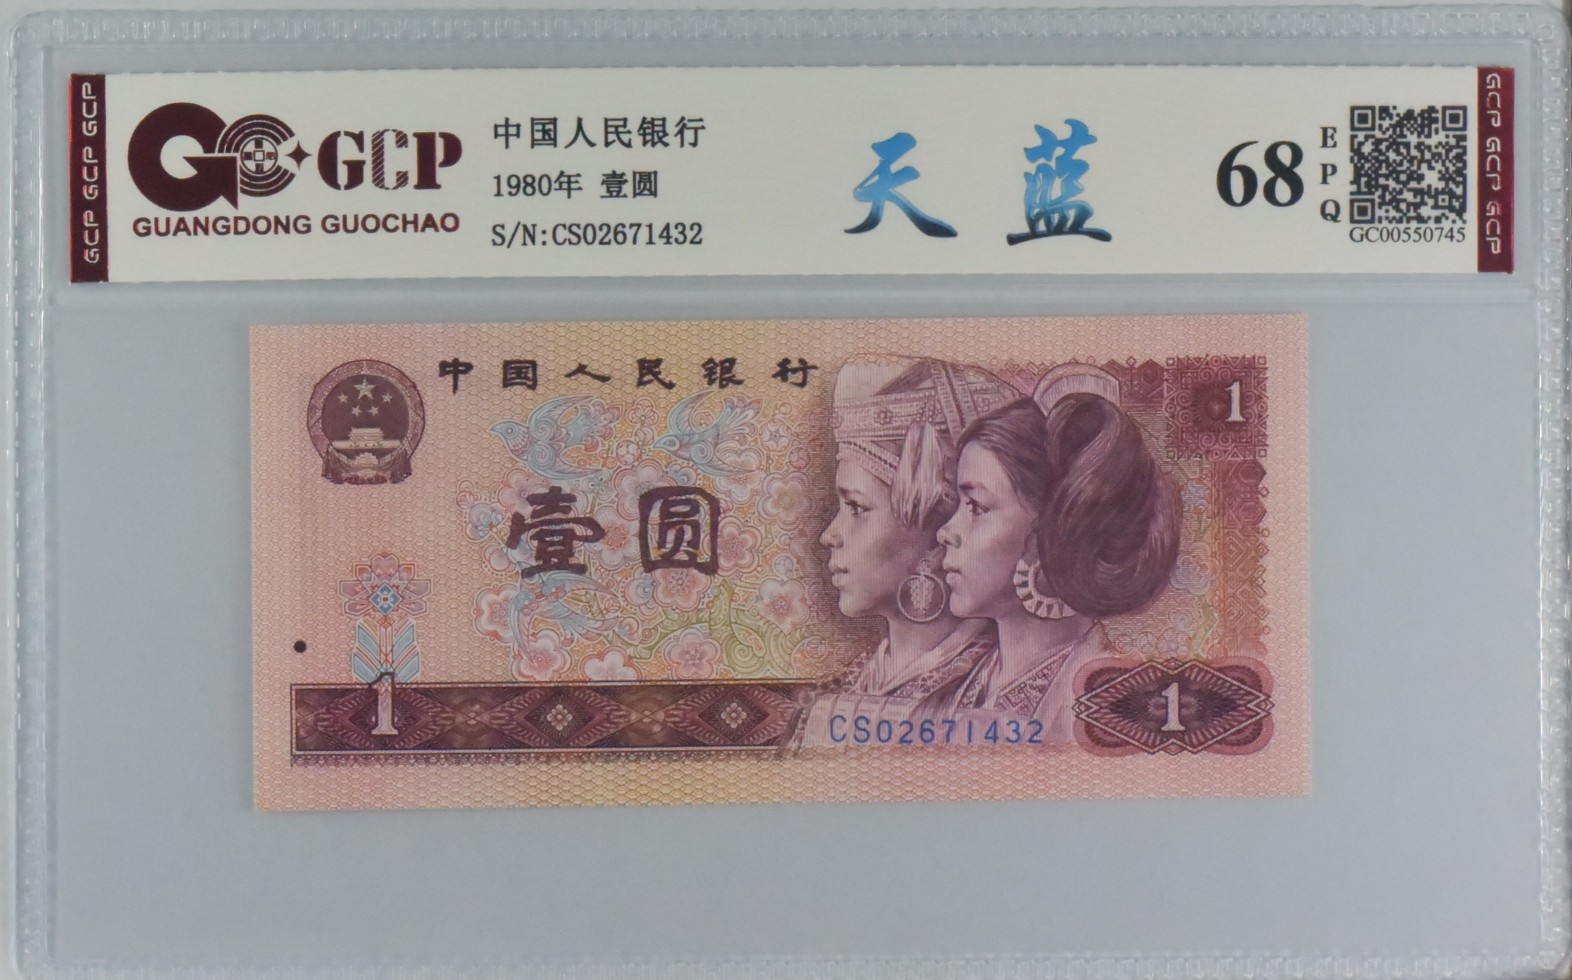 GCP GCP GCP
GCP
GUANGDONG GUOCHAO
中国人民银行
1980年 壹圆
S/N:CS02671432
天蓝
68
EPQ
GC00550745
GCP GCP GCP
中国人民银行
1
壹圆
1
CS02671432
1